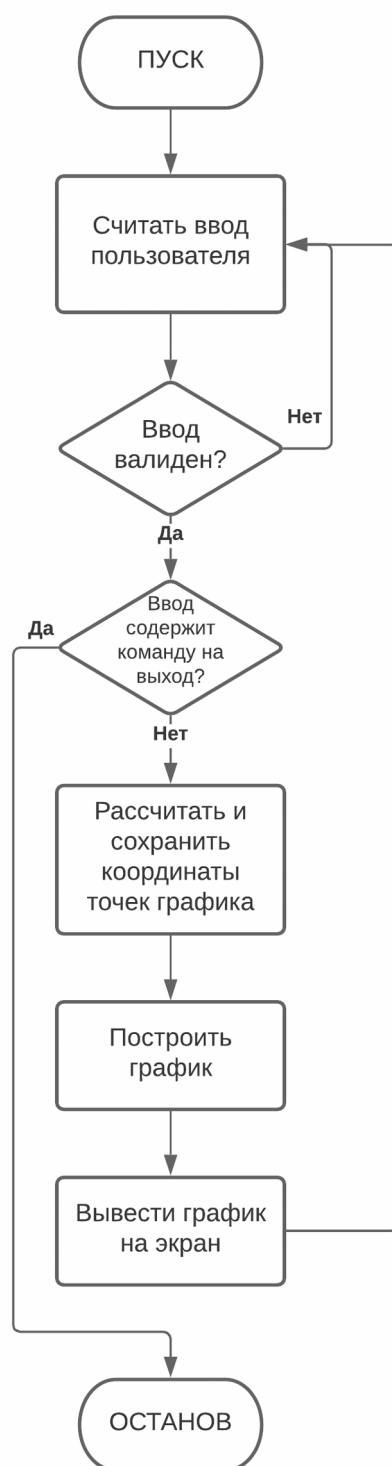 ПУСК
Считать ввод
пользователя
Ввод
валиден?
Нет
Да
Ввод
содержит
команду на
выход?
Да
Нет
Рассчитать и
сохранить
координаты
точек графика
Построить
график
Вывести график
на экран
ОСТАНОВ